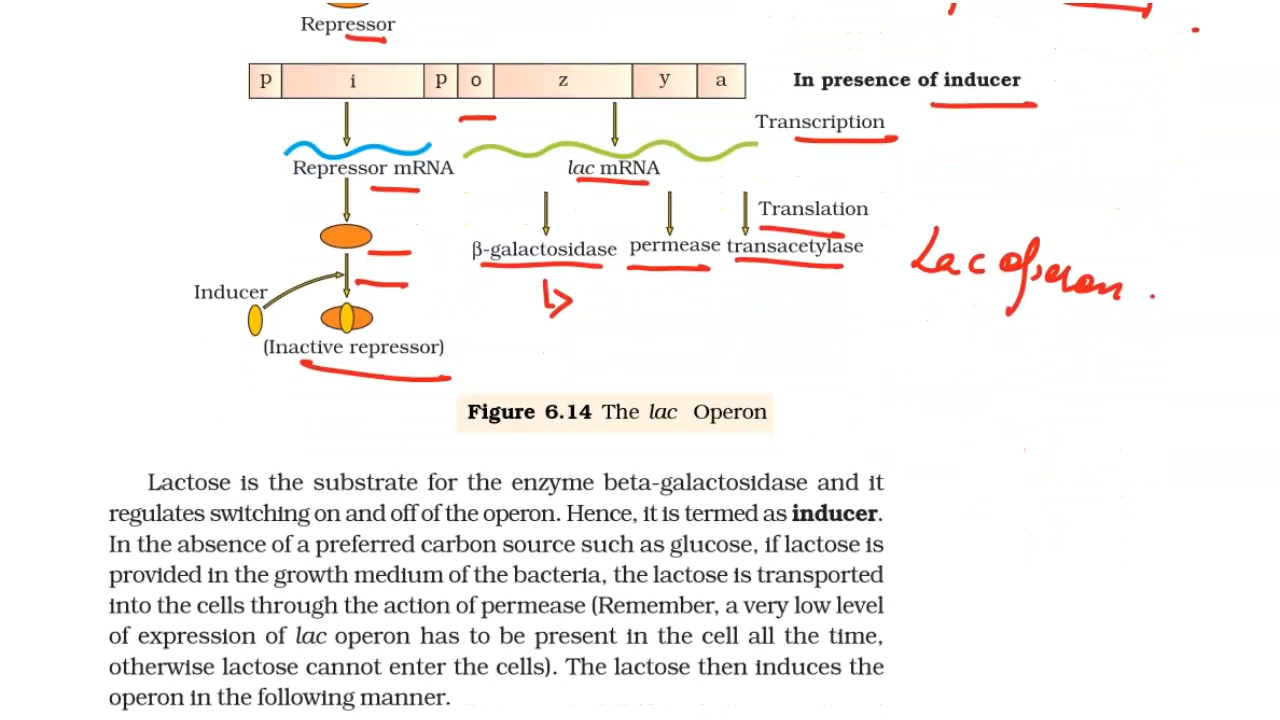 Repressor
p i p o z y a In presence of inducer
Transcription
Repressor mRNA lac mRNA
Translation
β-galactosidase permease transacetylase
Lac operon.
Inducer
(Inactive repressor)
Figure 6.14 The lac Operon
Lactose is the substrate for the enzyme beta-galactosidase and it
regulates switching on and off of the operon. Hence, it is termed as inducer.
In the absence of a preferred carbon source such as glucose, if lactose is
provided in the growth medium of the bacteria, the lactose is transported
into the cells through the action of permease (Remember, a very low level
of expression of lac operon has to be present in the cell all the time,
otherwise lactose cannot enter the cells). The lactose then induces the
operon in the following manner.